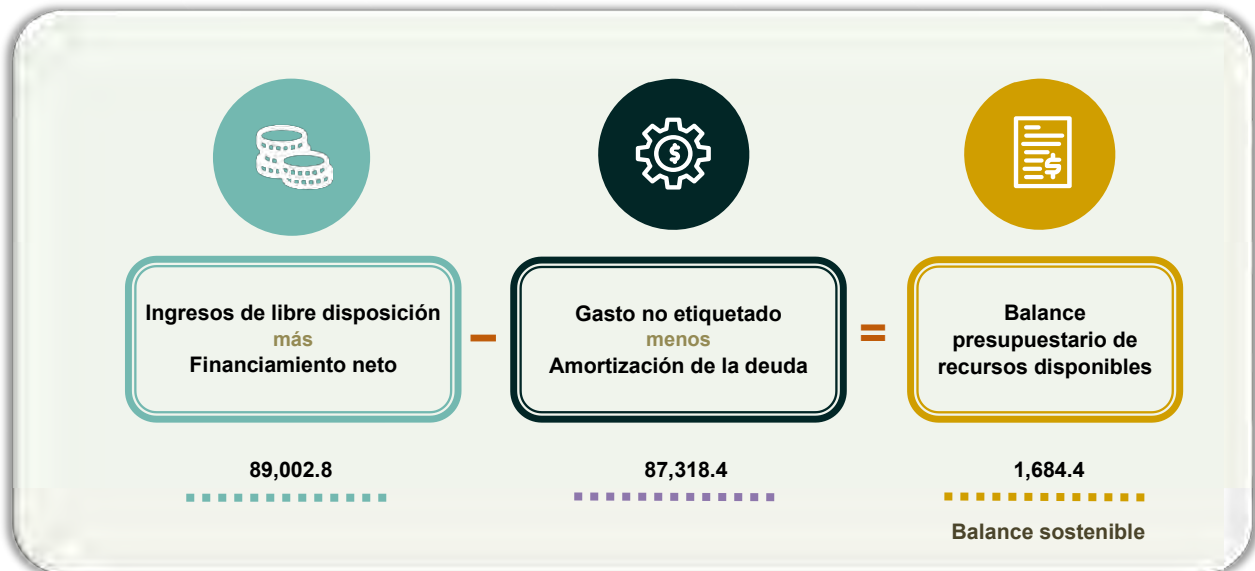 Ingresos de libre disposición
más
Financiamiento neto
–
Gasto no etiquetado
menos
Amortización de la deuda
=
Balance
presupuestario de
recursos disponibles
89,002.8
87,318.4
1,684.4
Balance sostenible